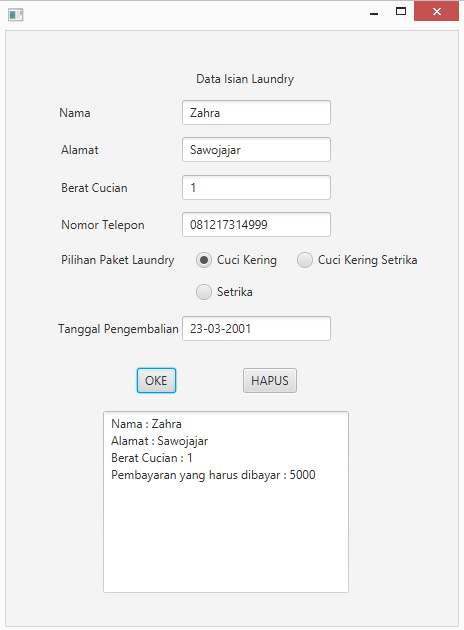 Data Isian Laundry
Nama Zahra
Alamat Sawojajar
Berat Cucian 1
Nomor Telepon 081217314999
Pilihan Paket Laundry Cuci Kering Cuci Kering Setrika
Setrika
Tanggal Pengembalian 23-03-2001
OKE HAPUS
Nama : Zahra
Alamat : Sawojajar
Berat Cucian : 1
Pembayaran yang harus dibayar : 5000